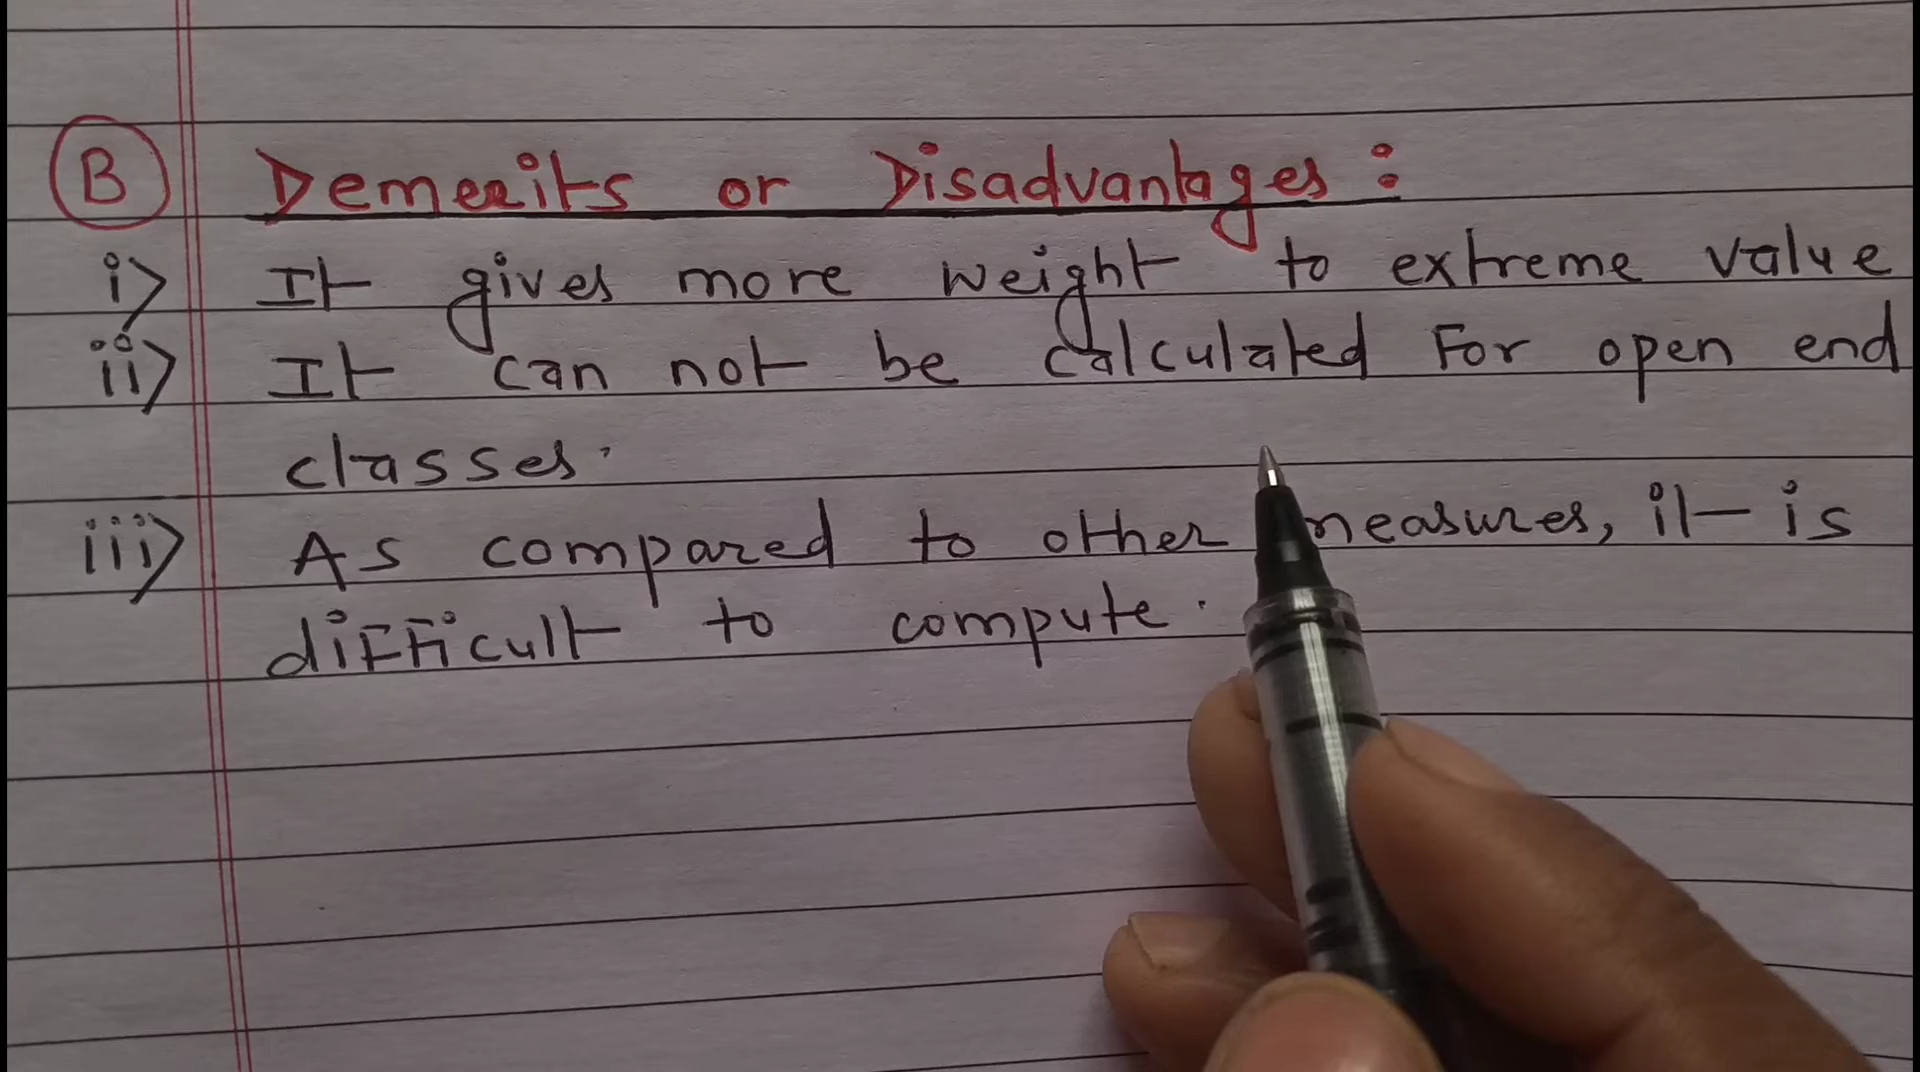 B Demerits or Disadvantages :
i> It gives more weight to extreme value
ii> It can not be calculated For open end
classes.
iii> As compared to other measures, it is
difficult to compute.